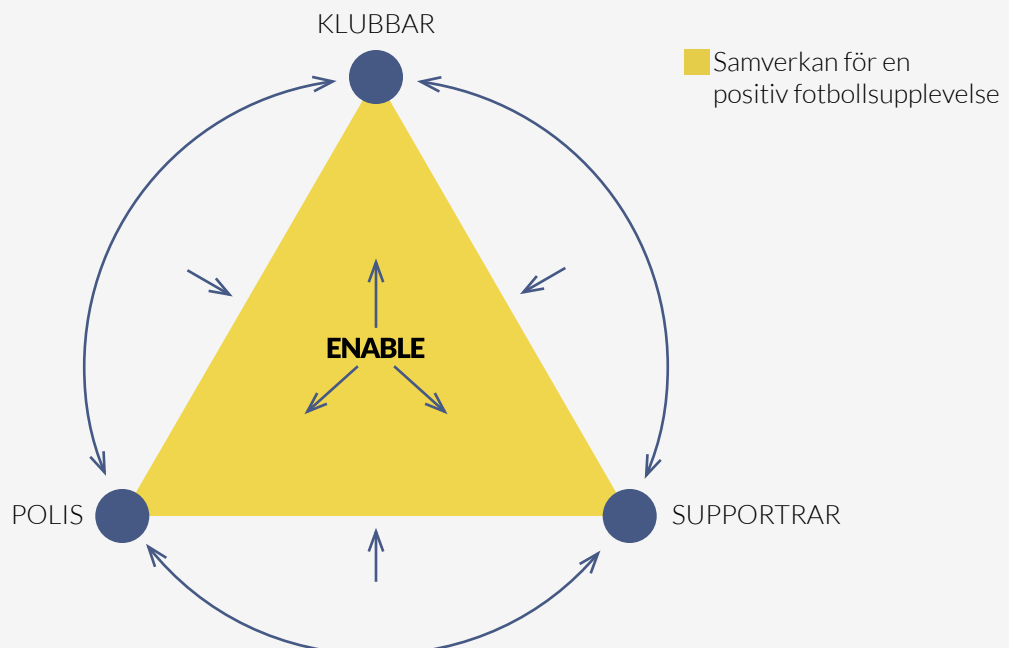 KLUBBAR
Samverkan för en
positiv fotbollsupplevelse
ENABLE
POLIS
SUPPORTRAR